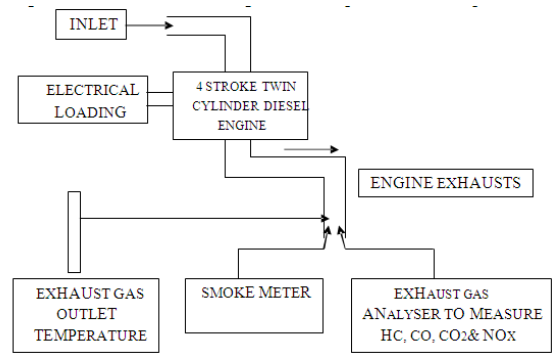 INLET
ELECTRICAL
LOADING
4 STROKE TWIN
CYLINDER DIESEL
ENGINE
ENGINE EXHAUSTS
EXHAUST GAS
OUTLET
TEMPERATURE
SMOKE METER
EXHAUST GAS
ANALYSER TO MEASURE
HC, CO, CO2& NOX